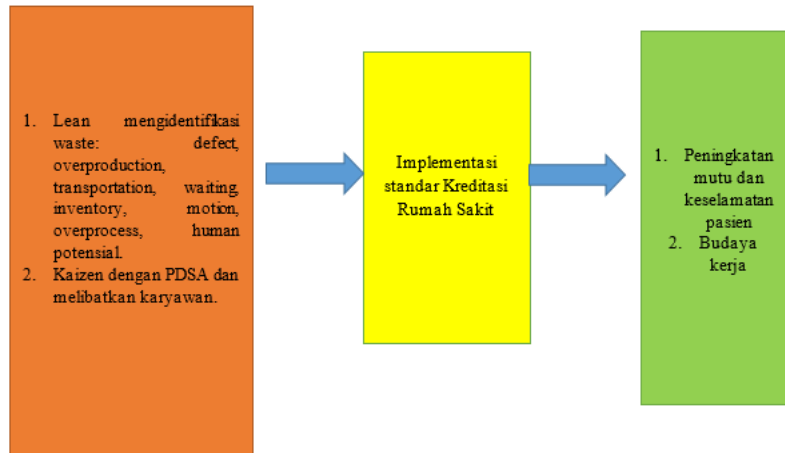 1. Lean mengidentifikasi
waste: defect,
overproduction,
transportation, waiting,
inventory, motion,
overprocess, human
potensial.
2. Kaizen dengan PDSA dan
melibatkan karyawan.
Implementasi
standar Kreditasi
Rumah Sakit
1. Peningkatan
mutu dan
keselamatan
pasien
2. Budaya
kerja